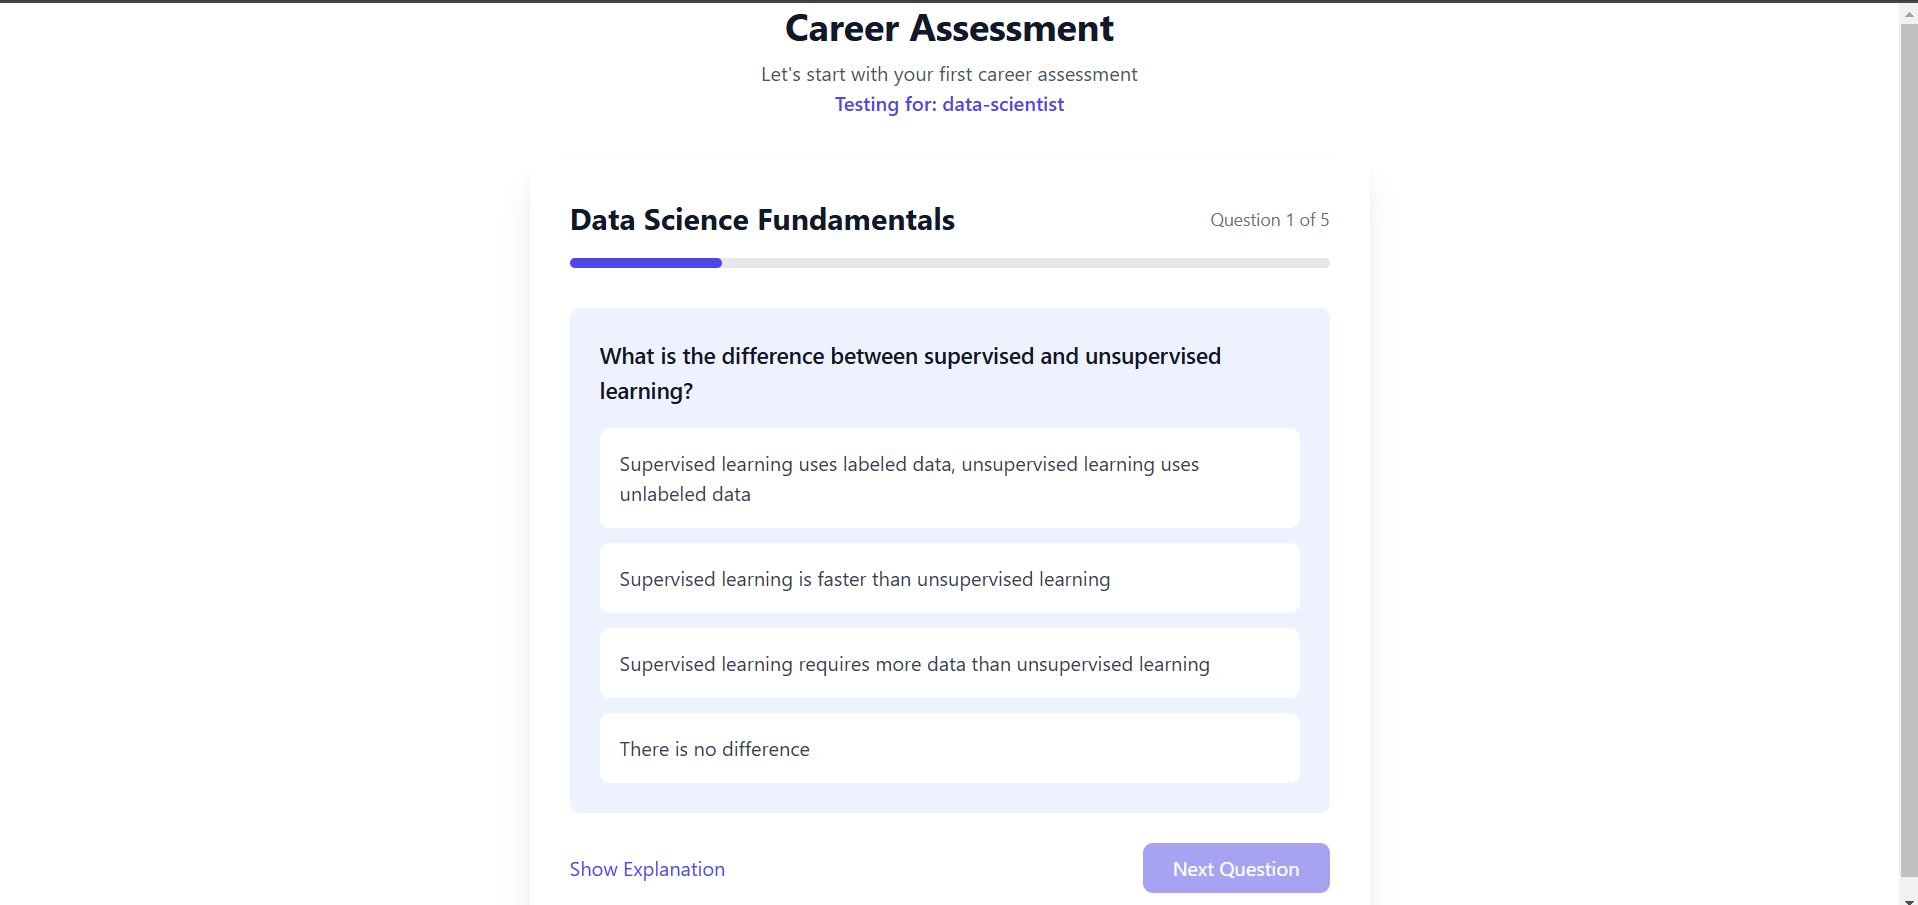 Career Assessment
Let's start with your first career assessment
Testing for: data-scientist
Data Science Fundamentals
Question 1 of 5
What is the difference between supervised and unsupervised
learning?
Supervised learning uses labeled data, unsupervised learning uses
unlabeled data
Supervised learning is faster than unsupervised learning
Supervised learning requires more data than unsupervised learning
There is no difference
Show Explanation
Next Question